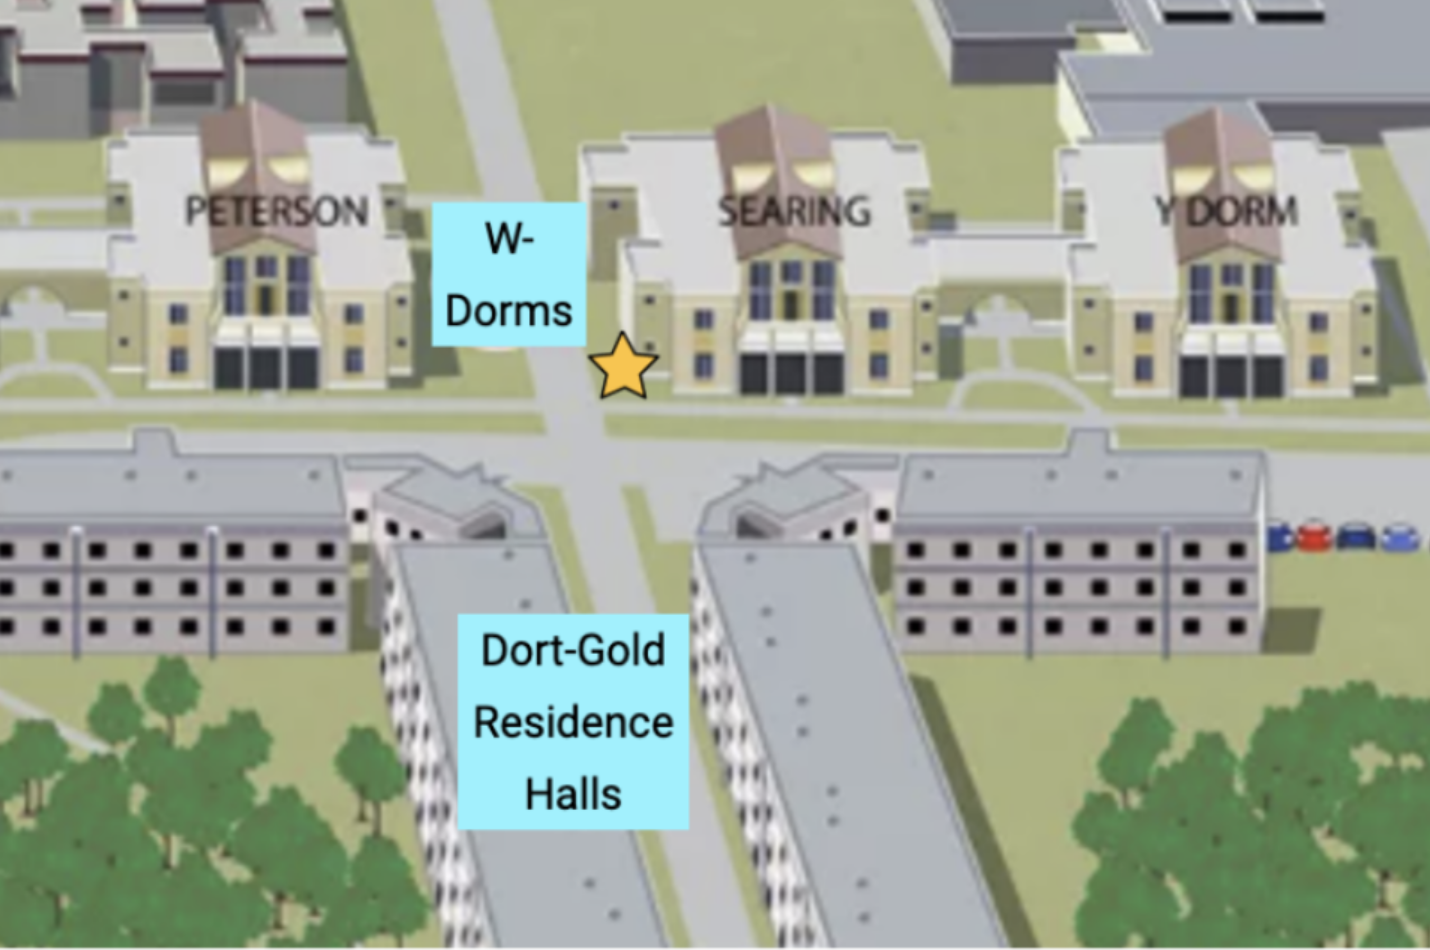 PETERSON
W-
Dorms
SEARING
Y DORM
Dort-Gold
Residence
Halls